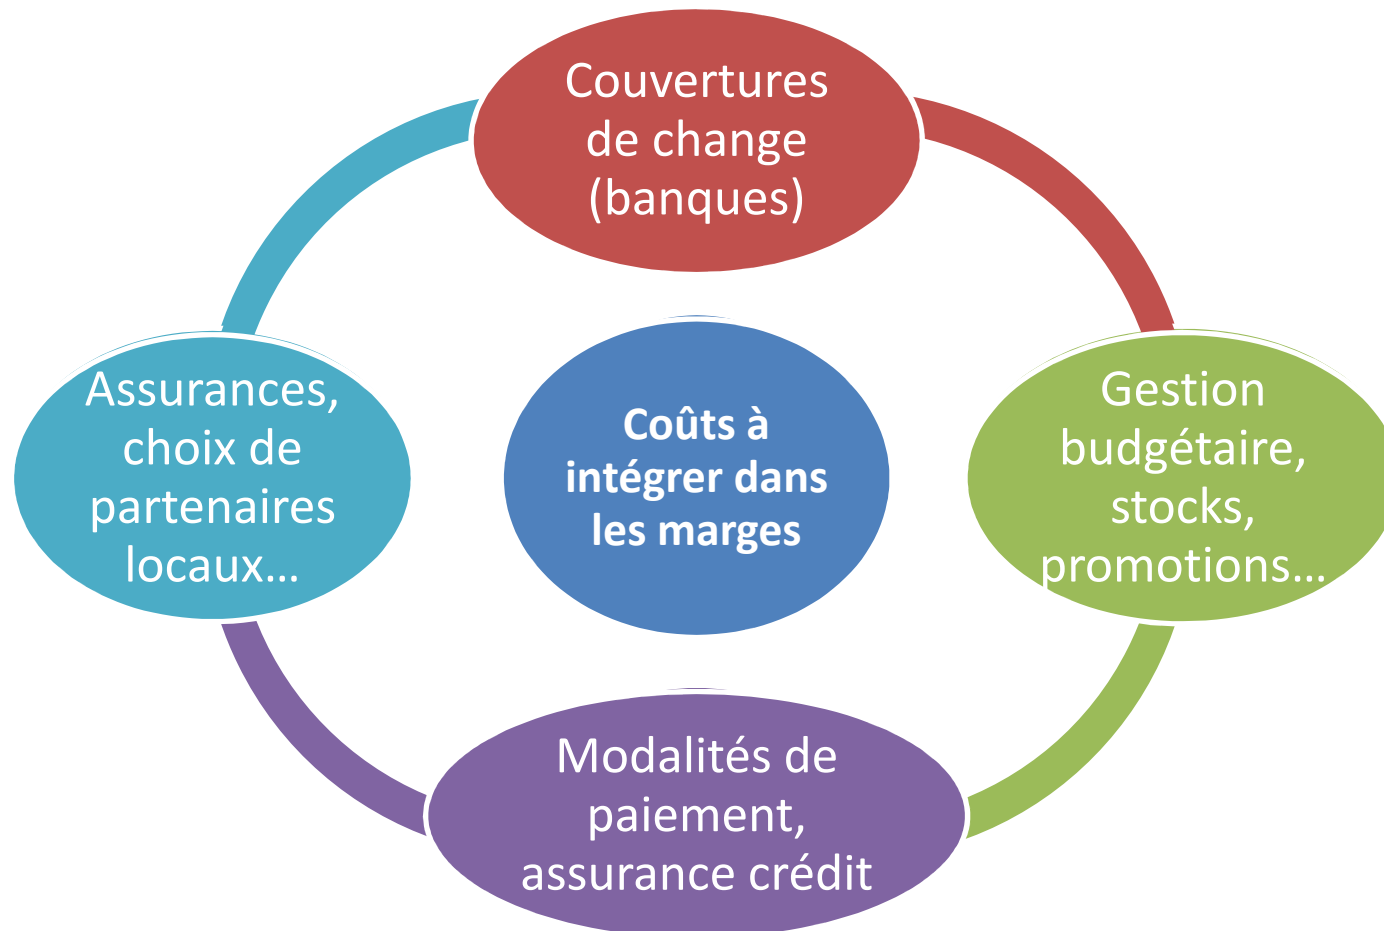 Couvertures
de change
(banques)
Assurances,
choix de
partenaires
locaux...
Coûts à
intégrer dans
les marges
Gestion
budgétaire,
stocks,
promotions...
Modalités de
paiement,
assurance crédit